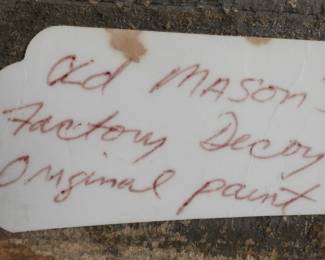 Old Mason's
Factory Decoy
Original paint